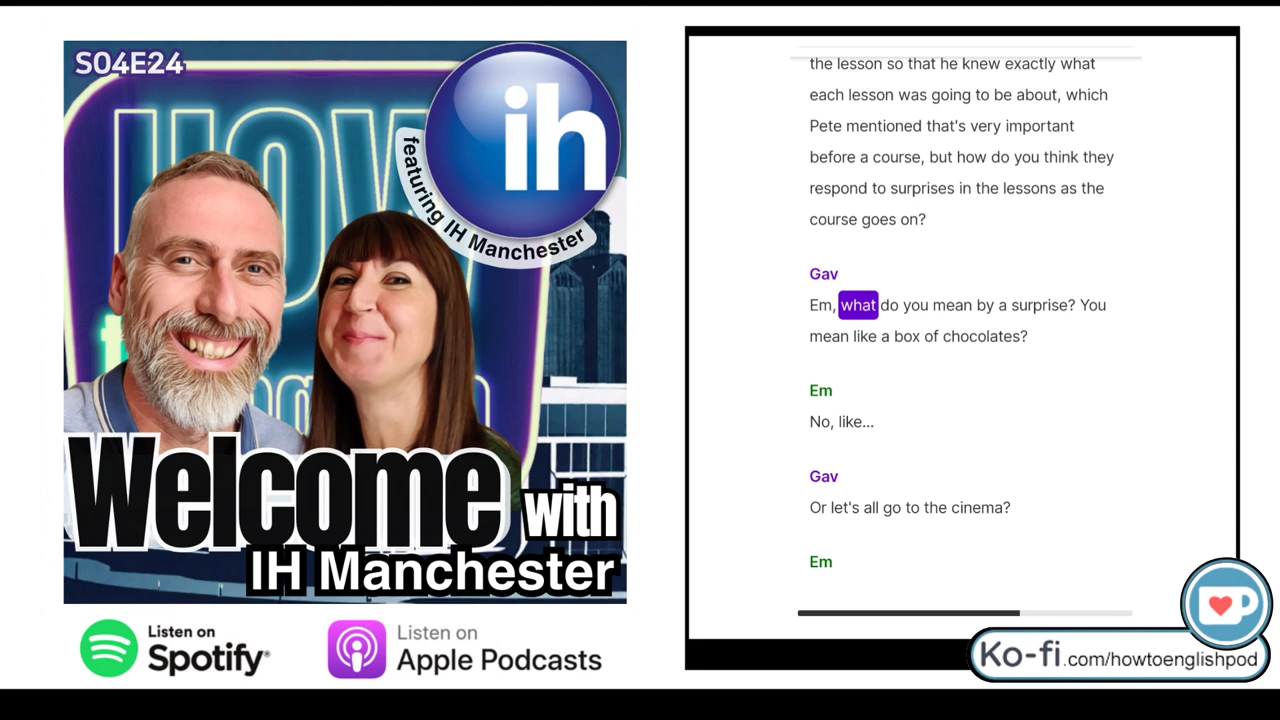 S04E24
HOW
ih
featuring IH Manchester
Welcome with
IH Manchester
Listen on
Spotify
Listen on
Apple Podcasts
the lesson so that he knew exactly what
each lesson was going to be about, which
Pete mentioned that's very important
before a course, but how do you think they
respond to surprises in the lessons as the
course goes on?
Gav
Em, what do you mean by a surprise? You
mean like a box of chocolates?
Em
No, like...
Gav
Or let's all go to the cinema?
Em
Ko-fi.com/howtoenglishpod